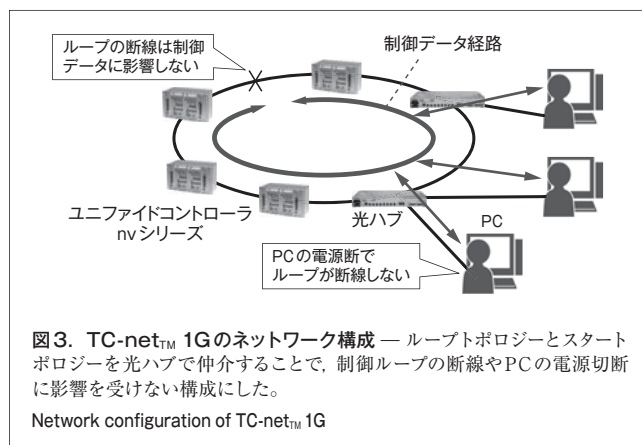 ループの断線は制御
データに影響しない
制御データ経路
ユニファイドコントローラ
nvシリーズ
光ハブ
PC
PCの電源断で
ループが断線しない
図3. TC-net™ 1Gのネットワーク構成 ― ループトポロジーとスタート
ポロジーを光ハブで仲介することで，制御ループの断線やPCの電源切断
に影響を受けない構成にした。
Network configuration of TC-net™ 1G